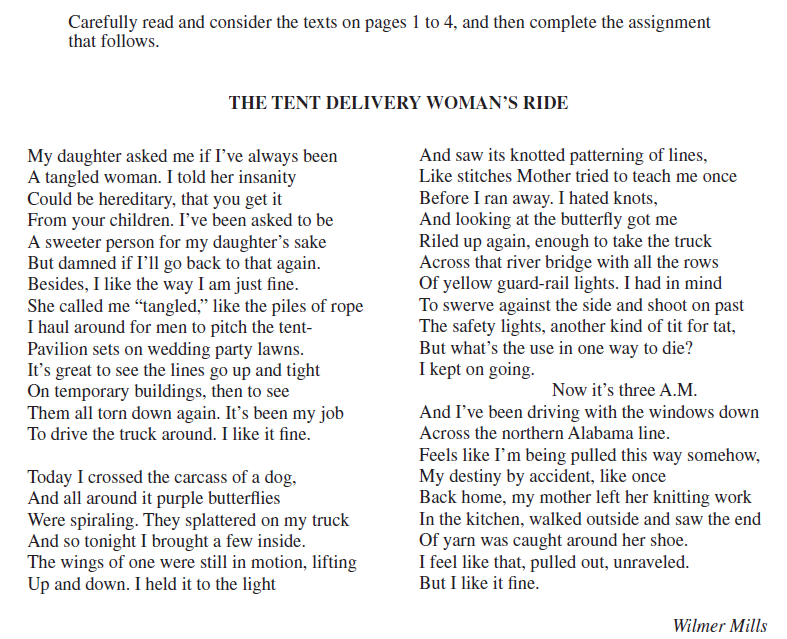 Carefully read and consider the texts on pages 1 to 4, and then complete the assignment
that follows.
THE TENT DELIVERY WOMAN’S RIDE
My daughter asked me if I’ve always been
A tangled woman. I told her insanity
Could be hereditary, that you get it
From your children. I’ve been asked to be
A sweeter person for my daughter’s sake
But damned if I’ll go back to that again.
Besides, I like the way I am just fine.
She called me “tangled,” like the piles of rope
I haul around for men to pitch the tent-
Pavilion sets on wedding party lawns.
It’s great to see the lines go up and tight
On temporary buildings, then to see
Them all torn down again. It’s been my job
To drive the truck around. I like it fine.
Today I crossed the carcass of a dog,
And all around it purple butterflies
Were spiraling. They splattered on my truck
And so tonight I brought a few inside.
The wings of one were still in motion, lifting
Up and down. I held it to the light
And saw its knotted patterning of lines,
Like stitches Mother tried to teach me once
Before I ran away. I hated knots,
And looking at the butterfly got me
Riled up again, enough to take the truck
Across that river bridge with all the rows
Of yellow guard-rail lights. I had in mind
To swerve against the side and shoot on past
The safety lights, another kind of tit for tat,
But what’s the use in one way to die?
I kept on going.
Now it’s three A.M.
And I’ve been driving with the windows down
Across the northern Alabama line.
Feels like I’m being pulled this way somehow,
My destiny by accident, like once
Back home, my mother left her knitting work
In the kitchen, walked outside and saw the end
Of yarn was caught around her shoe.
I feel like that, pulled out, unraveled.
But I like it fine.
Wilmer Mills